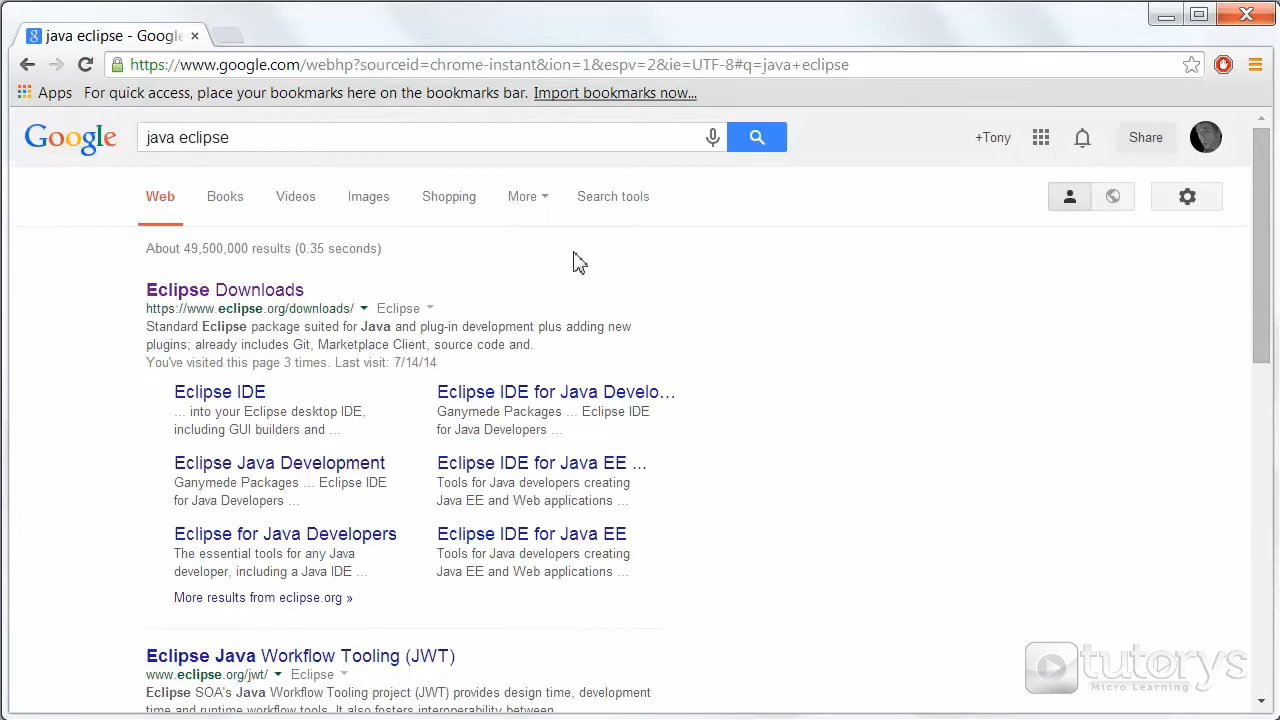 java eclipse - Google
https://www.google.com/webhp?sourceid=chrome-instant&ion=1&espv=2&ie=UTF-8#q=java+eclipse
Apps For quick access, place your bookmarks here on the bookmarks bar. Import bookmarks now...
Google java eclipse +Tony Share
Web Books Videos Images Shopping More Search tools
About 49,500,000 results (0.35 seconds)
Eclipse Downloads
https://www.eclipse.org/downloads/ Eclipse
Standard Eclipse package suited for Java and plug-in development plus adding new
plugins; already includes Git, Marketplace Client, source code and.
You've visited this page 3 times. Last visit: 7/14/14
Eclipse IDE
... into your Eclipse desktop IDE,
including GUI builders and ...
Eclipse IDE for Java Develo...
Ganymede Packages ... Eclipse IDE
for Java Developers ...
Eclipse Java Development
Ganymede Packages ... Eclipse IDE
for Java Developers ...
Eclipse IDE for Java EE ...
Tools for Java developers creating
Java EE and Web applications ...
Eclipse for Java Developers
The essential tools for any Java
developer, including a Java IDE ...
Eclipse IDE for Java EE
Tools for Java developers creating
Java EE and Web applications ...
More results from eclipse.org »
Eclipse Java Workflow Tooling (JWT)
www.eclipse.org/jwt/ Eclipse
Eclipse SOA's Java Workflow Tooling project (JWT) provides design time, development
time and runtime workflow tools. It also fosters interoperability between
tutorys
Micro Learning